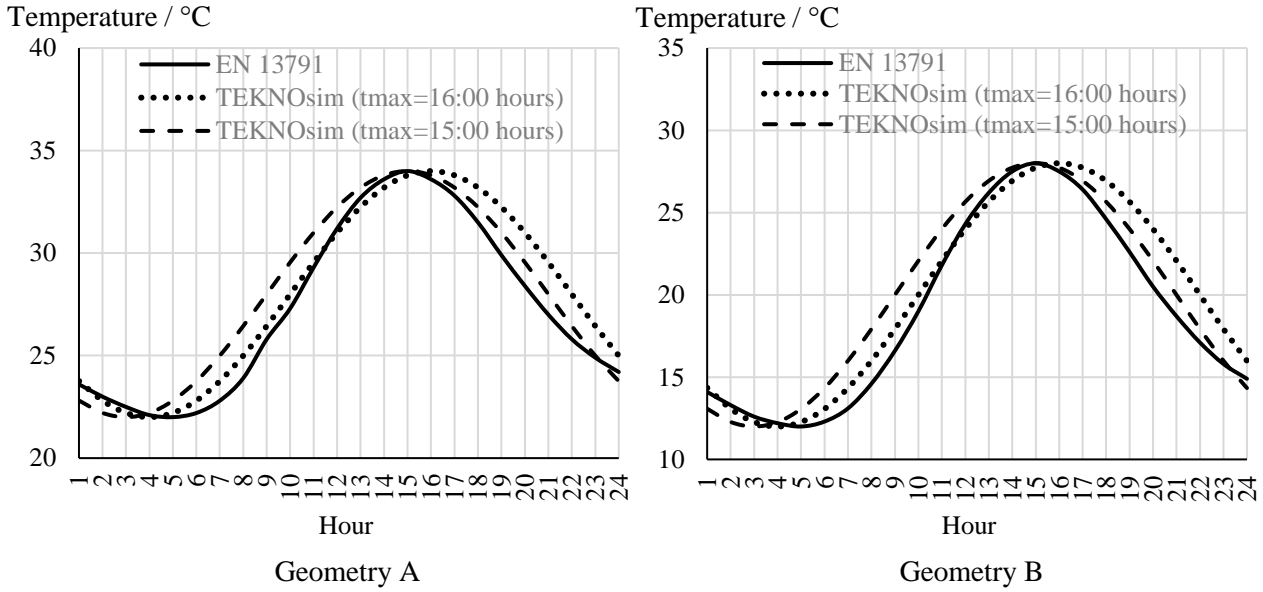 Temperature / °C
40
35
30
25
20
EN 13791
TEKNOsim (tmax=16:00 hours)
TEKNOsim (tmax=15:00 hours)
1 2 3 4 5 6 7 8 9 10 11 12 13 14 15 16 17 18 19 20 21 22 23 24
Hour
Geometry A
Temperature / °C
35
30
25
20
15
10
EN 13791
TEKNOsim (tmax=16:00 hours)
TEKNOsim (tmax=15:00 hours)
1 2 3 4 5 6 7 8 9 10 11 12 13 14 15 16 17 18 19 20 21 22 23 24
Hour
Geometry B